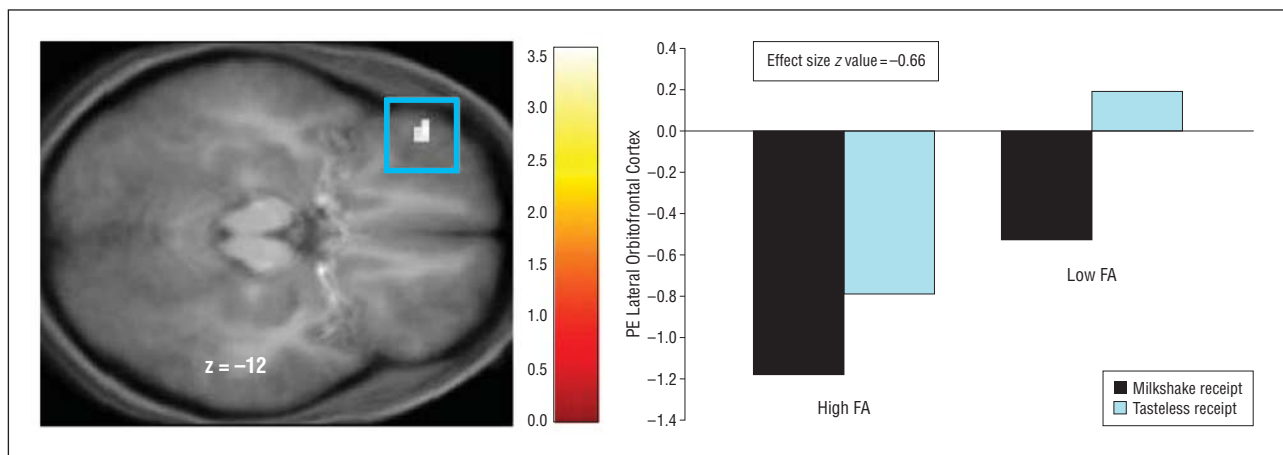 z = –12
3.5
3.0
2.5
2.0
1.5
1.0
0.5
0.0
PE Lateral Orbitofrontal Cortex
0.4
0.2
0.0
–0.2
–0.4
–0.6
–0.8
–1.0
–1.2
–1.4
Effect size z value = –0.66
High FA
Low FA
Milkshake receipt
Tasteless receipt